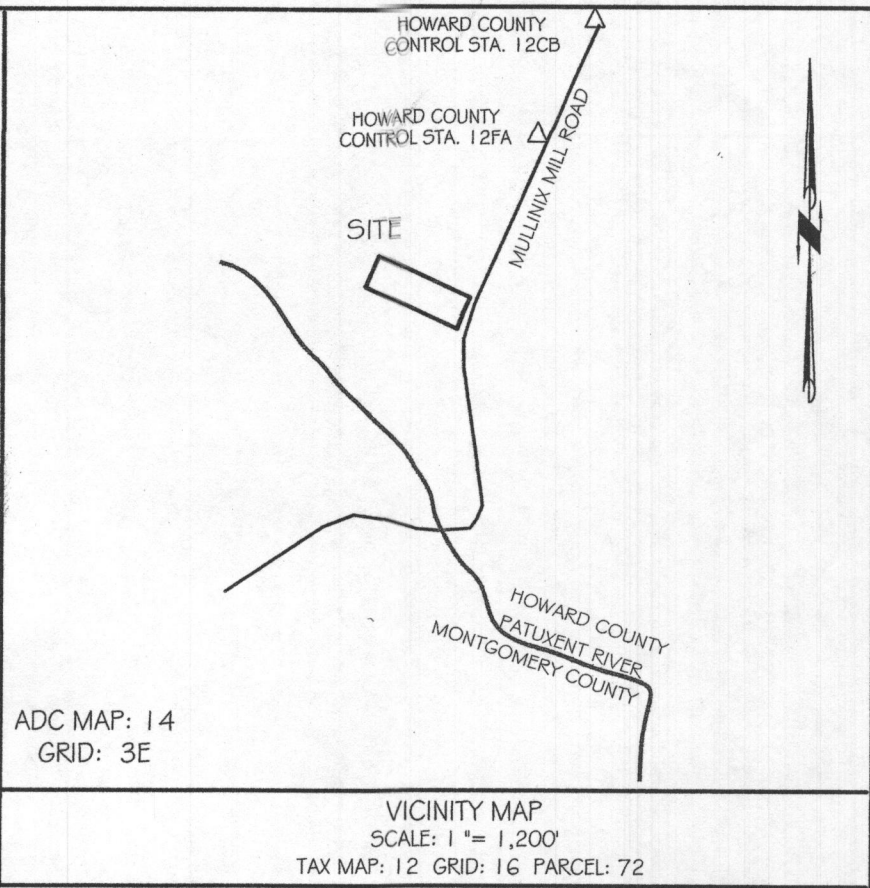 HOWARD COUNTY
CONTROL STA. 12CB
HOWARD COUNTY
CONTROL STA. 12FA
MULLINIX MILL ROAD
SITE
HOWARD COUNTY
PATUXENT RIVER
MONTGOMERY COUNTY
ADC MAP: 14
GRID: 3E
VICINITY MAP
SCALE: 1 "= 1,200'
TAX MAP: 12 GRID: 16 PARCEL: 72